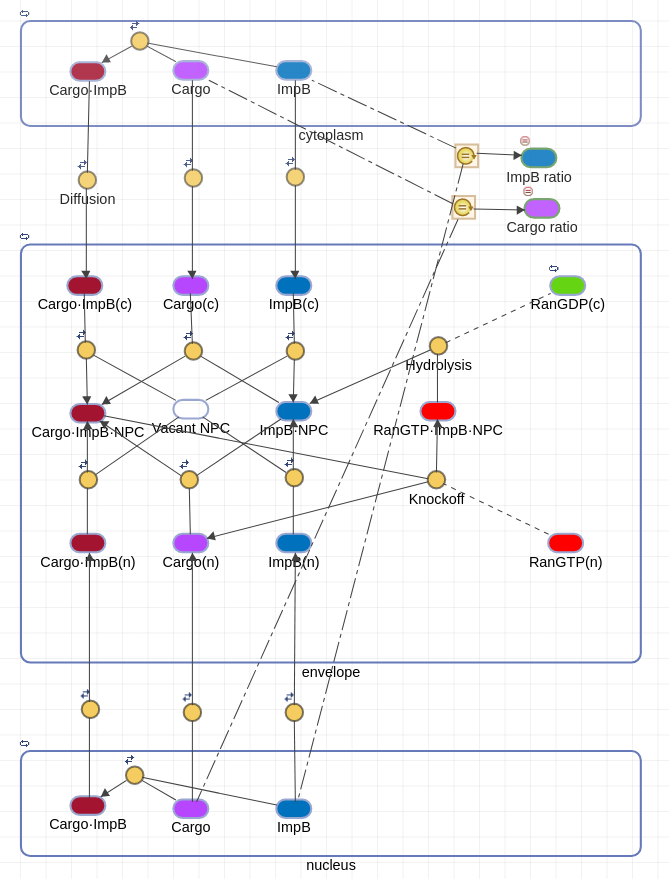 Cargo·ImpB
Cargo
ImpB
cytoplasm
ImpB ratio
Diffusion
Cargo ratio
Cargo·ImpB(c)
Cargo(c)
ImpB(c)
RanGDP(c)
Hydrolysis
Cargo·ImpB·NPC
Vacant NPC
ImpB·NPC
RanGTP·ImpB·NPC
Knockoff
Cargo·ImpB(n)
Cargo(n)
ImpB(n)
RanGTP(n)
envelope
Cargo·ImpB
Cargo
ImpB
nucleus